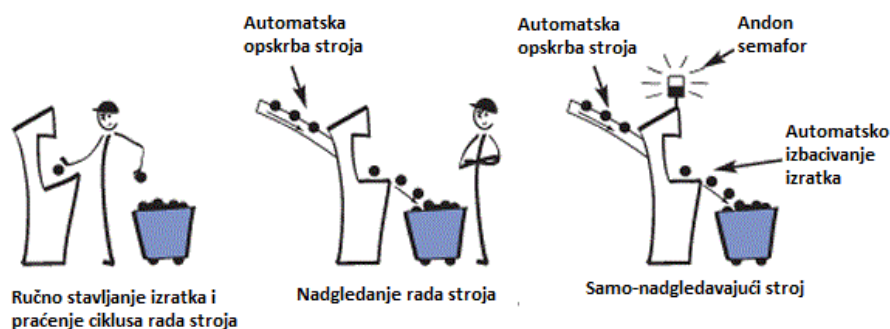 Automatska
opskrba stroja
Automatska
opskrba stroja
Andon
semafor
Automatsko
izbacivanje
izratka
Ručno stavljanje izratka i
praćenje ciklusa rada stroja
Nadgledanje rada stroja
Samo-nadgledavajući stroj